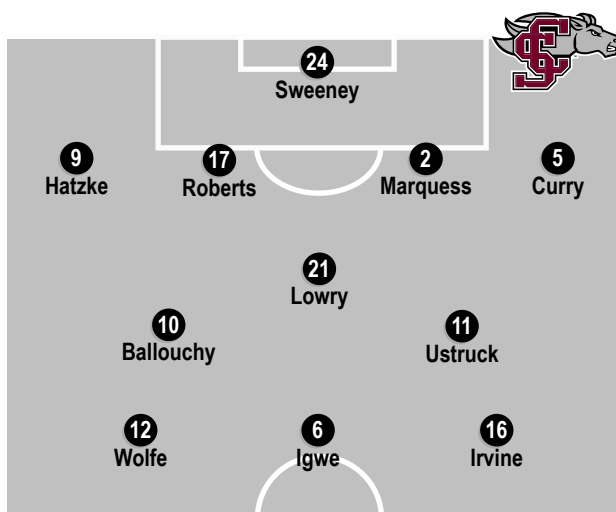 SC
24
Sweeney
9
Hatzke
17
Roberts
2
Marquess
5
Curry
21
Lowry
10
Ballouchy
11
Ustruck
12
Wolfe
6
Igwe
16
Irvine